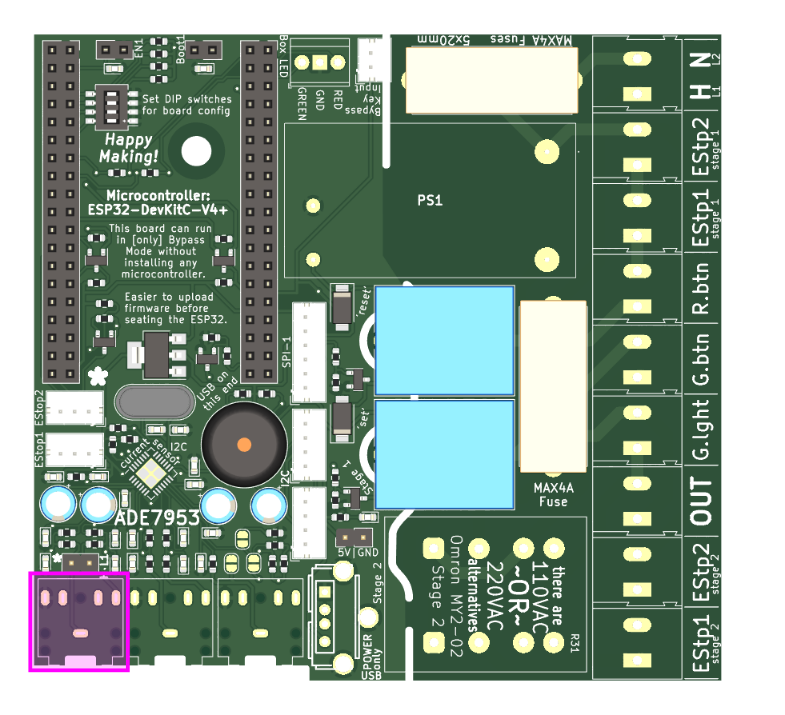 Box LED
EN1
Boot1
GREEN
GND
RED
Bypass
Key
Input
5x20mm
MAX4A Fuses
H N
L1
L2
Set DIP switches
for board config
Happy
Making!
EStp2
stage 1
Microcontroller:
ESP32-DevKitC-V4+
PS1
EStp1
stage 1
This board can run
in [only] Bypass
Mode without
installing any
microcontroller.
R.btn
Easier to upload
firmware before
seating the ESP32.
'reset'
SPI-1
G.btn
USB on
this end
EStop2
'set'
G.lght
EStop1
current sensor
I2C
I2C
Stage 1
MAX4A
Fuse
OUT
ADE7953
5V|GND
EStp2
stage 2
Stage 2
Omron MY2-02
Stage 2
alternatives
220VAC
~OR~
110VAC
there are
R31
POWER
only
USB
EStp1
stage 2